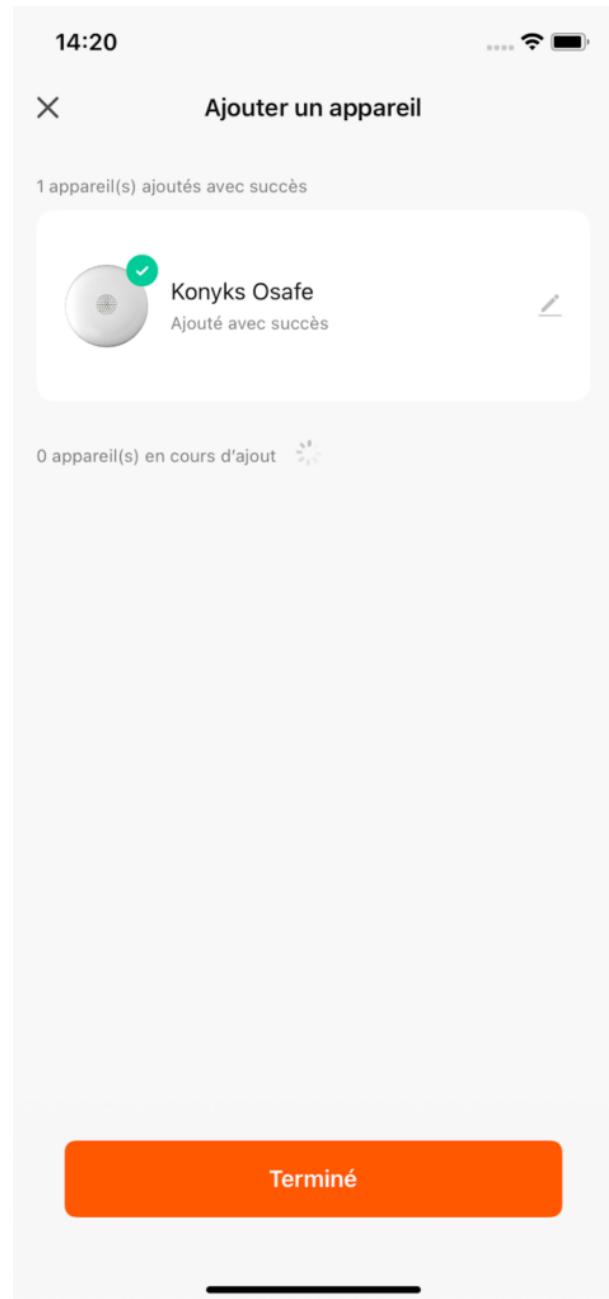 14:20
Ajouter un appareil
1 appareil(s) ajoutés avec succès
Konyks Osafe
Ajouté avec succès
0 appareil(s) en cours d'ajout
Terminé